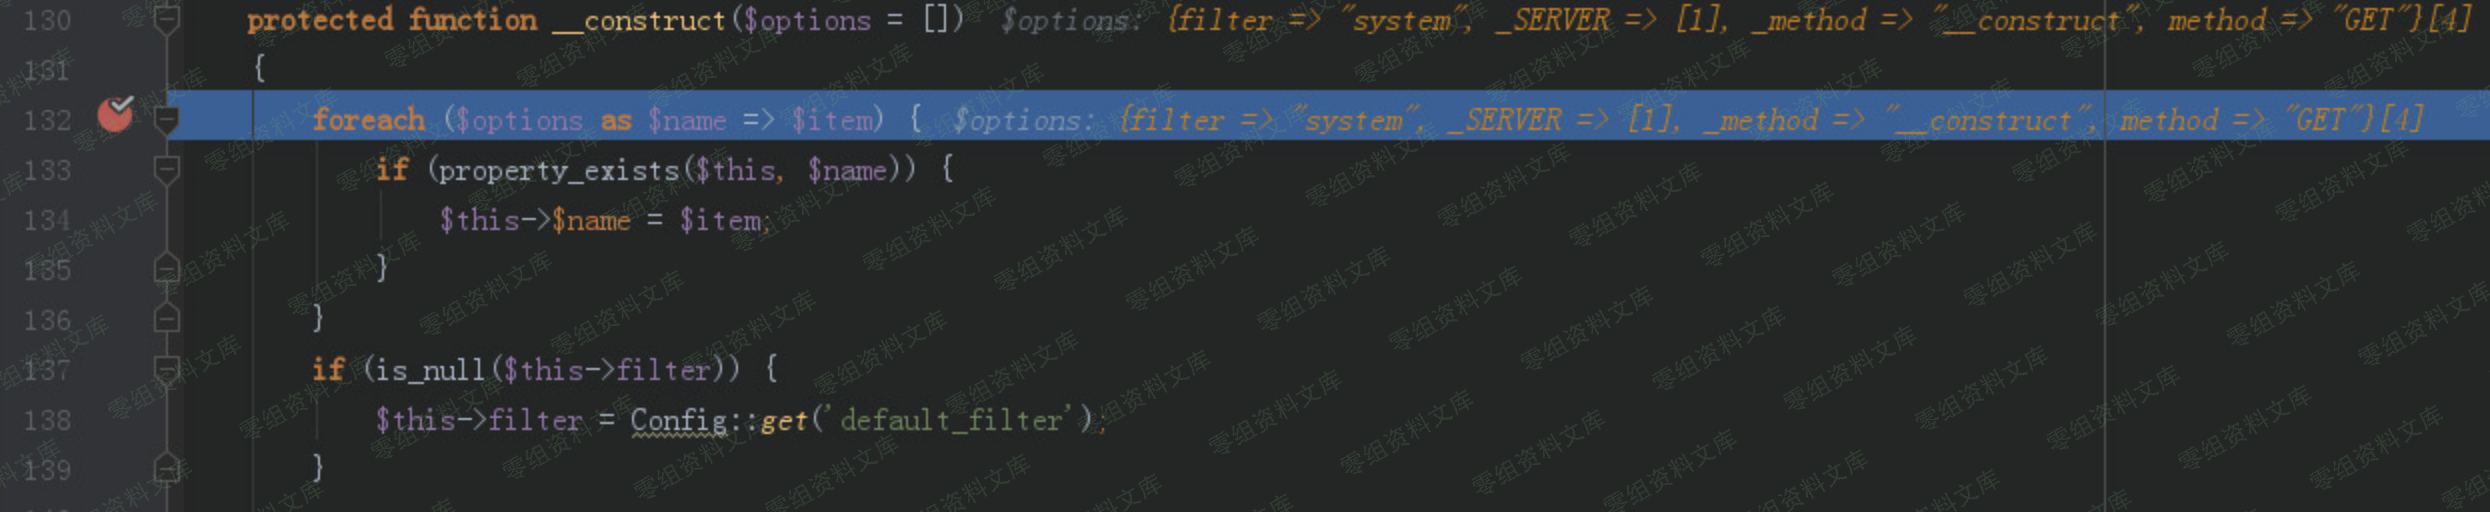 130 protected function __construct($options = []) $options: {filter => "system", _SERVER => [1], _method => "__construct", method => "GET"}[4]
131 {
132 foreach ($options as $name => $item) { $options: {filter => "system", _SERVER => [1], _method => "__construct", method => "GET"}[4]
133 if (property_exists($this, $name)) {
134 $this->$name = $item;
135 }
136 }
137 if (is_null($this->filter)) {
138 $this->filter = Config::get('default_filter');
139 }
零组资料文库